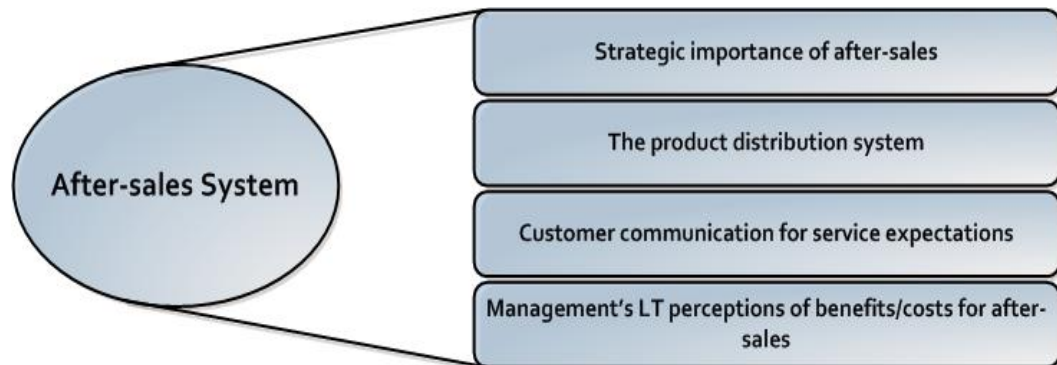 After-sales System
Strategic importance of after-sales
The product distribution system
Customer communication for service expectations
Management's LT perceptions of benefits/costs for after-
sales